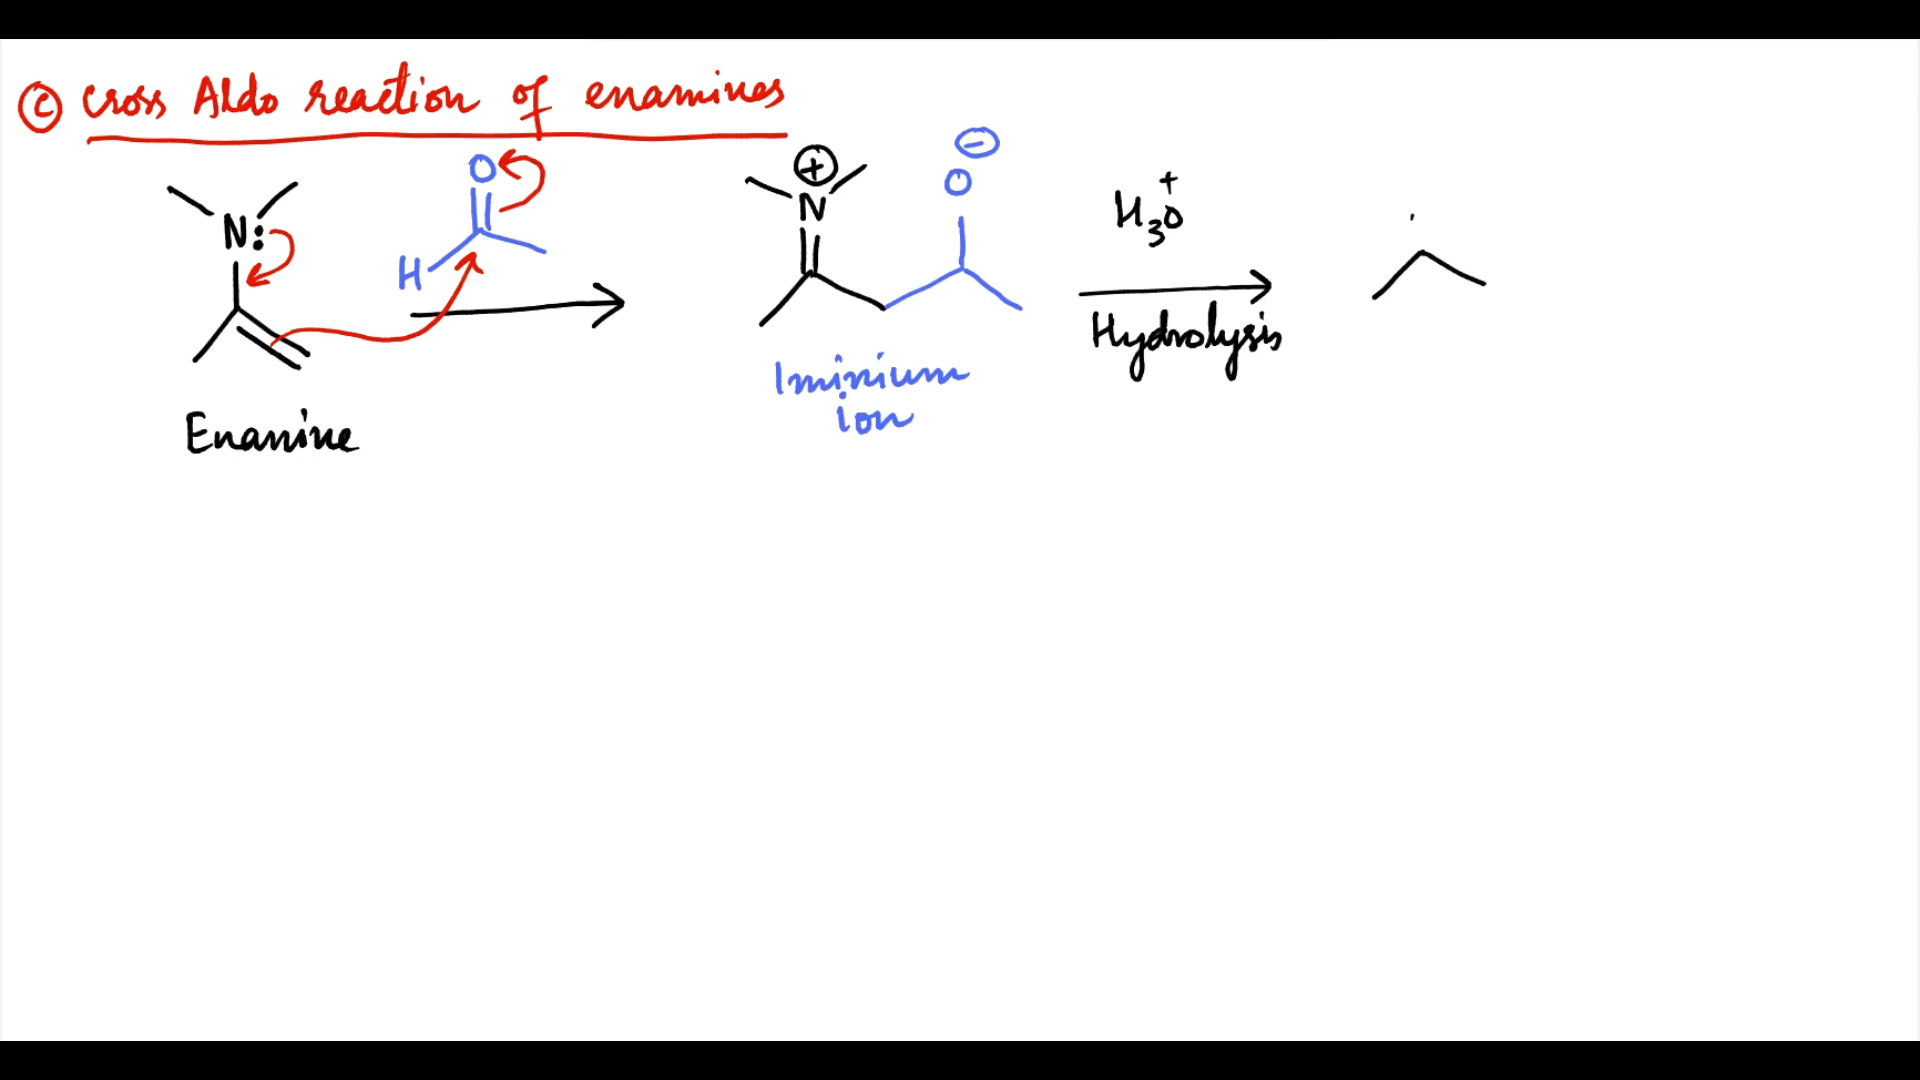 © Cross Aldo reaction of enamines
N:
O
H
Enamine
+
N
−
O
Iminium
ion
H3O+
Hydrolysis